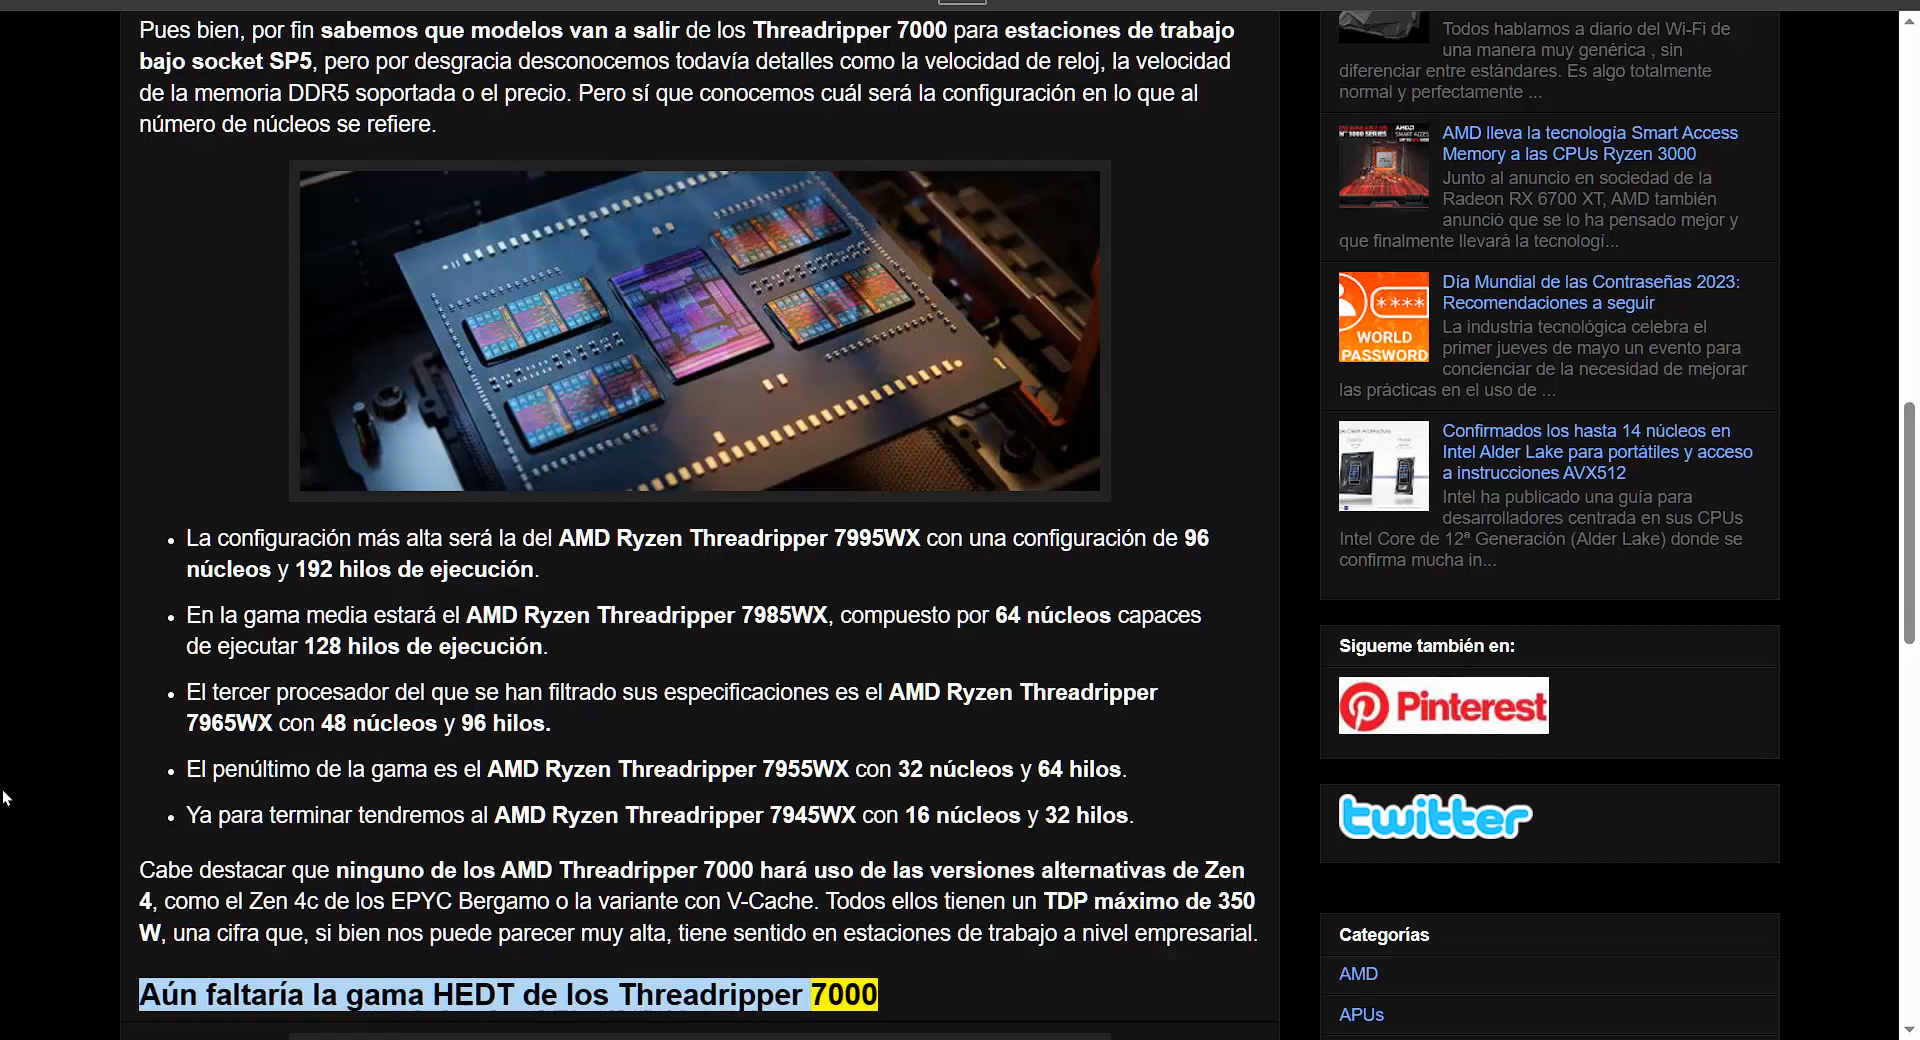 Pues bien, por fin sabemos que modelos van a salir de los Threadripper 7000 para estaciones de trabajo
bajo socket SP5, pero por desgracia desconocemos todavía detalles como la velocidad de reloj, la velocidad
de la memoria DDR5 soportada o el precio. Pero sí que conocemos cuál será la configuración en lo que al
número de núcleos se refiere.
• La configuración más alta será la del AMD Ryzen Threadripper 7995WX con una configuración de 96
núcleos y 192 hilos de ejecución.
• En la gama media estará el AMD Ryzen Threadripper 7985WX, compuesto por 64 núcleos capaces
de ejecutar 128 hilos de ejecución.
• El tercer procesador del que se han filtrado sus especificaciones es el AMD Ryzen Threadripper
7965WX con 48 núcleos y 96 hilos.
• El penúltimo de la gama es el AMD Ryzen Threadripper 7955WX con 32 núcleos y 64 hilos.
• Ya para terminar tendremos al AMD Ryzen Threadripper 7945WX con 16 núcleos y 32 hilos.
Cabe destacar que ninguno de los AMD Threadripper 7000 hará uso de las versiones alternativas de Zen
4, como el Zen 4c de los EPYC Bergamo o la variante con V-Cache. Todos ellos tienen un TDP máximo de 350
W, una cifra que, si bien nos puede parecer muy alta, tiene sentido en estaciones de trabajo a nivel empresarial.
Aún faltaría la gama HEDT de los Threadripper 7000
Todos hablamos a diario del Wi-Fi de
una manera muy genérica , sin
diferenciar entre estándares. Es algo totalmente
normal y perfectamente ...
AMD lleva la tecnología Smart Access
Memory a las CPUs Ryzen 3000
Junto al anuncio en sociedad de la
Radeon RX 6700 XT, AMD también
anunció que se lo ha pensado mejor y
que finalmente llevará la tecnologí...
****
WORLD
PASSWORD
Día Mundial de las Contraseñas 2023:
Recomendaciones a seguir
La industria tecnológica celebra el
primer jueves de mayo un evento para
concienciar de la necesidad de mejorar
las prácticas en el uso de ...
Confirmados los hasta 14 núcleos en
Intel Alder Lake para portátiles y acceso
a instrucciones AVX512
Intel ha publicado una guía para
desarrolladores centrada en sus CPUs
Intel Core de 12ª Generación (Alder Lake) donde se
confirma mucha in...
Sigueme también en:
Pinterest
twitter
Categorías
AMD
APUs